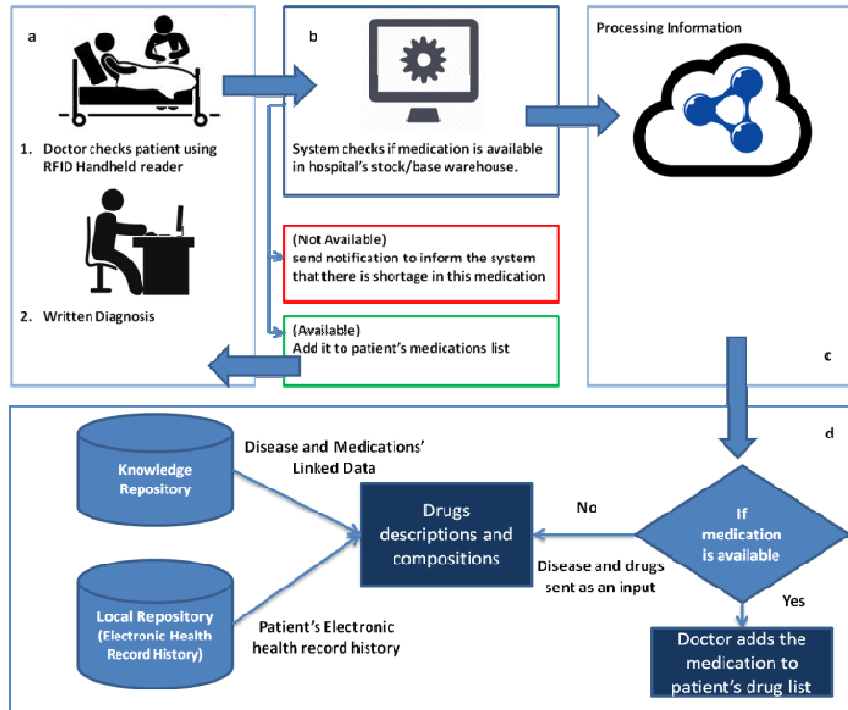 a
1. Doctor checks patient using
RFID Handheld reader
2. Written Diagnosis
b
System checks if medication is available
in hospital's stock/base warehouse.
(Not Available)
send notification to inform the system
that there is shortage in this medication
(Available)
Add it to patient's medications list
Processing Information
c
d
Knowledge
Repository
Disease and Medications'
Linked Data
Local Repository
(Electronic Health
Record History)
Patient's Electronic
health record history
Drugs
descriptions and
compositions
No
Disease and drugs
sent as an input
If
medication
is available
Yes
Doctor adds the
medication to
patient's drug list